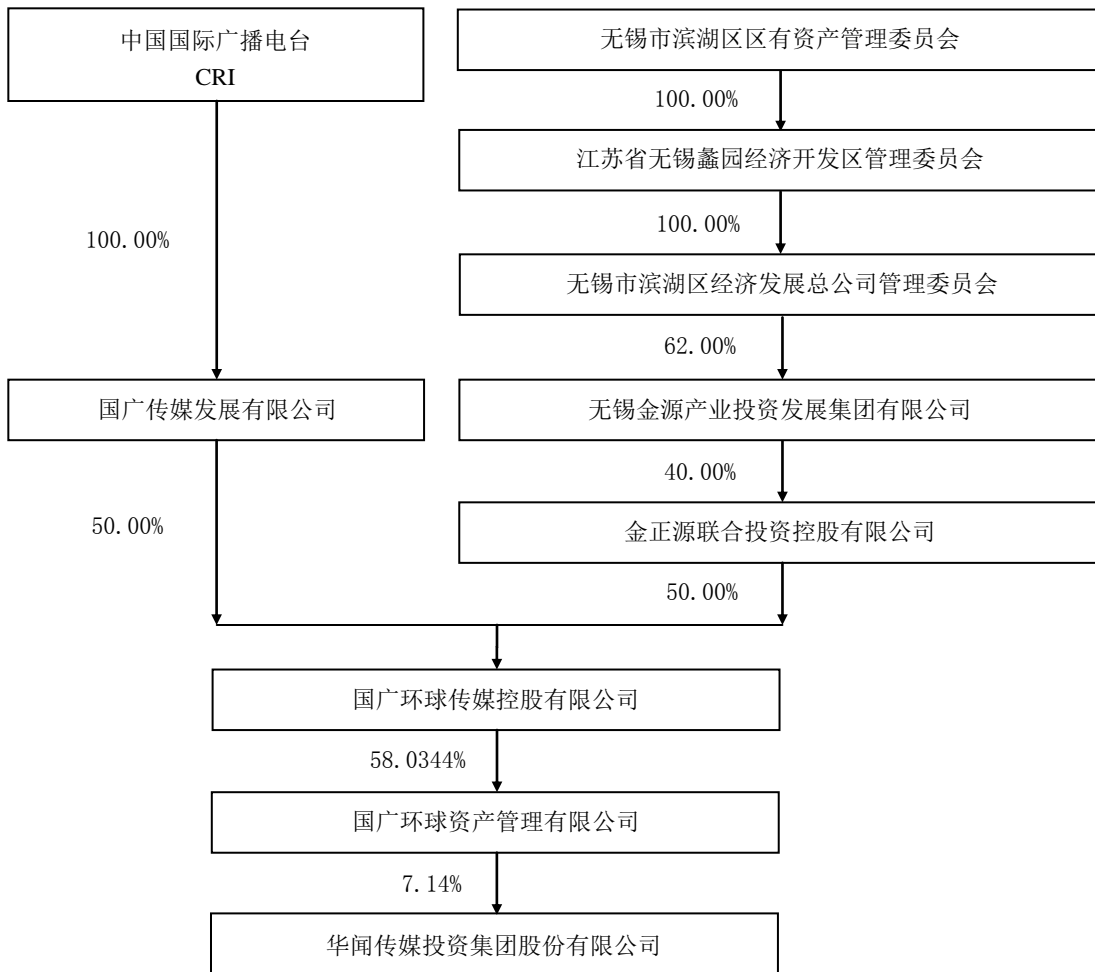 中国国际广播电台
CRI
无锡市滨湖区区有资产管理委员会
100.00%
江苏省无锡蠡园经济开发区管理委员会
100.00%
100.00%
无锡市滨湖区经济发展总公司管理委员会
62.00%
国广传媒发展有限公司
无锡金源产业投资发展集团有限公司
40.00%
50.00%
金正源联合投资控股有限公司
50.00%
国广环球传媒控股有限公司
58.0344%
国广环球资产管理有限公司
7.14%
华闻传媒投资集团股份有限公司